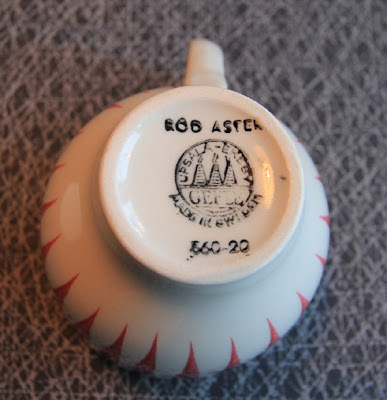 RÖD ASTER
UPSALA-EKEBY
GEFLE
MADE IN SWEDEN
560-20